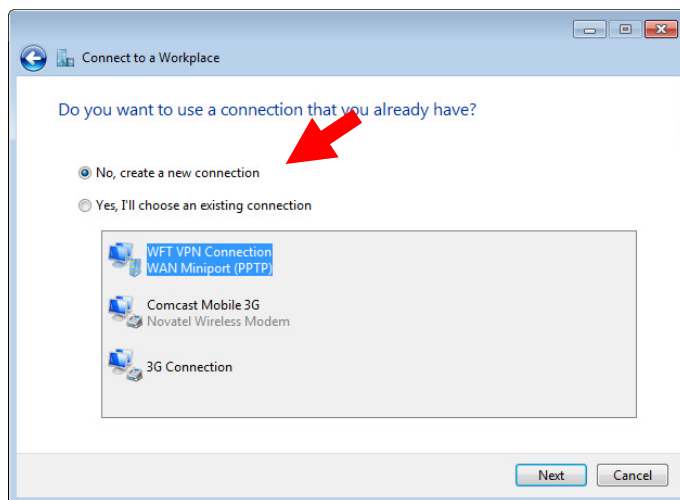 Connect to a Workplace
Do you want to use a connection that you already have?
No, create a new connection
Yes, I'll choose an existing connection
WFT VPN Connection
WAN Miniport (PPTP)
Comcast Mobile 3G
Novatel Wireless Modem
3G Connection
Next
Cancel